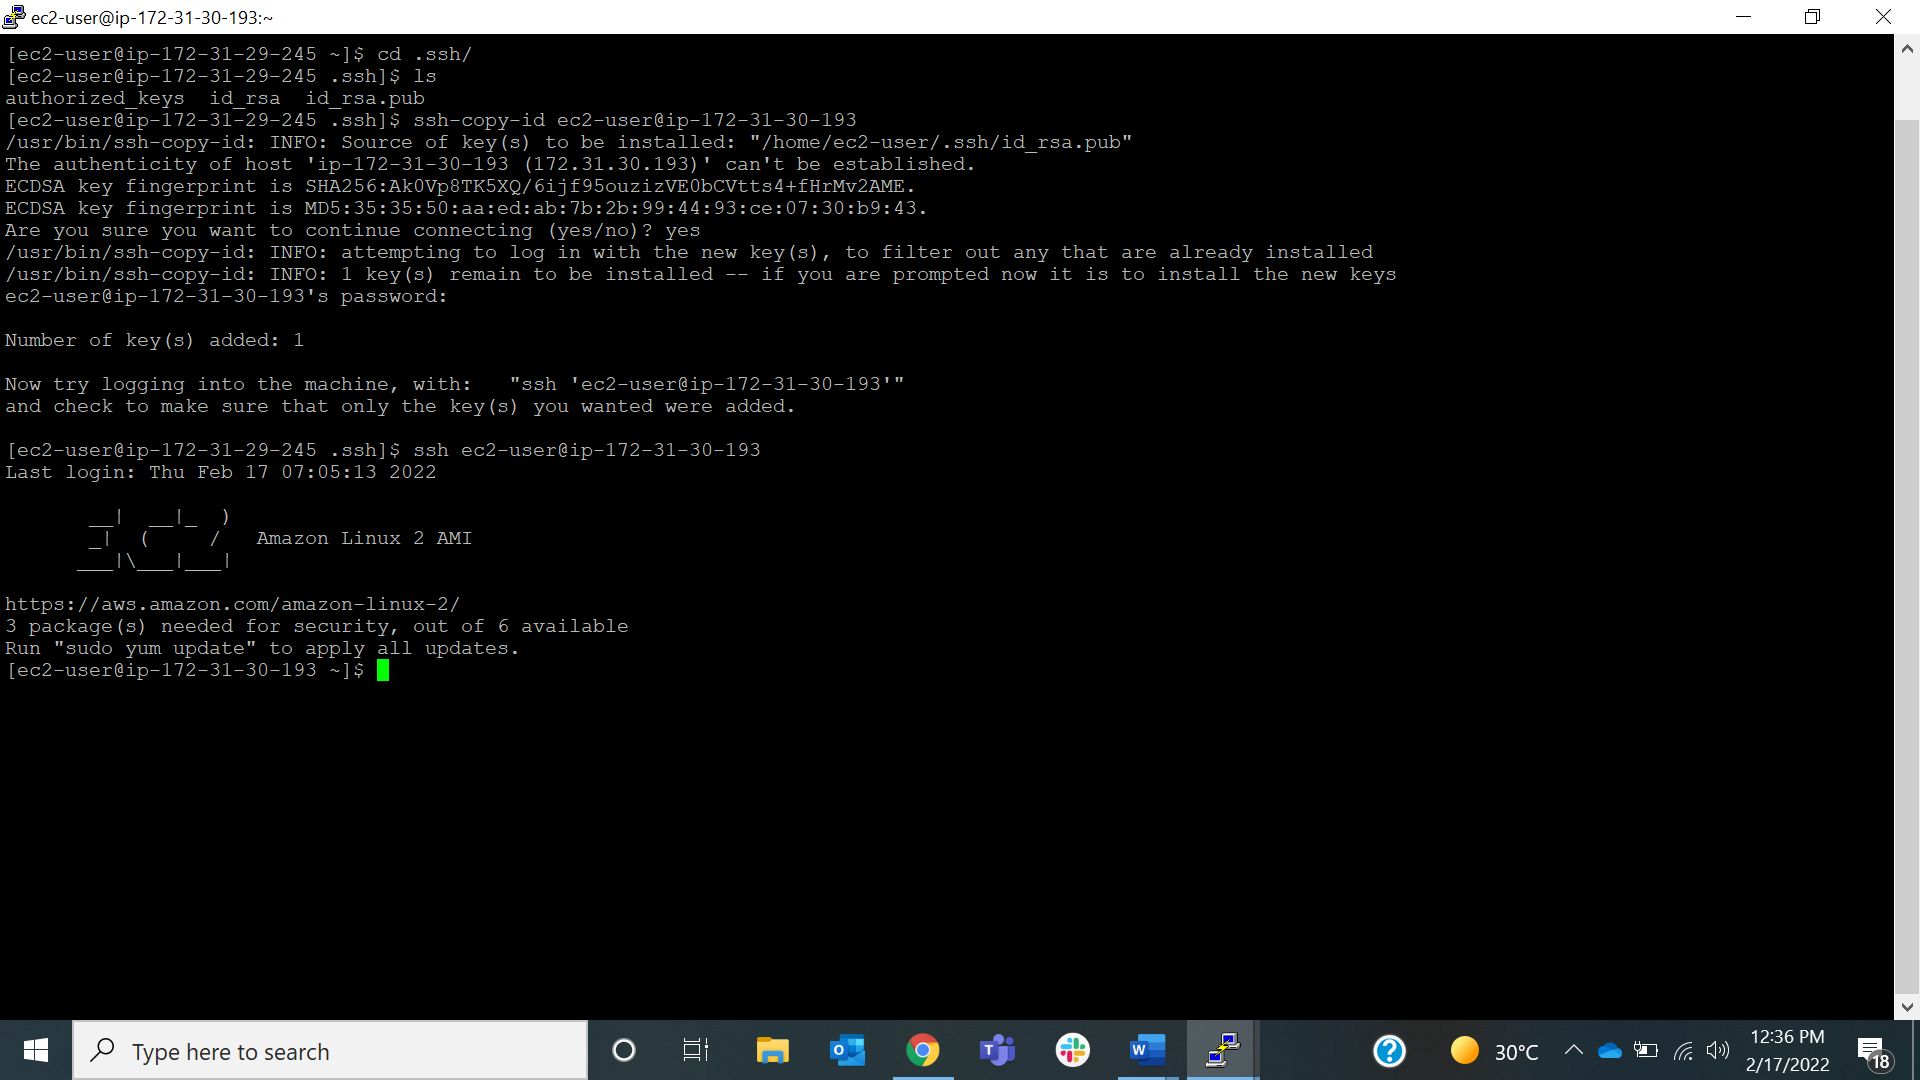 ec2-user@ip-172-31-30-193:~
[ec2-user@ip-172-31-29-245 ~]$ cd .ssh/
[ec2-user@ip-172-31-29-245 .ssh]$ ls
authorized_keys  id_rsa  id_rsa.pub
[ec2-user@ip-172-31-29-245 .ssh]$ ssh-copy-id ec2-user@ip-172-31-30-193
/usr/bin/ssh-copy-id: INFO: Source of key(s) to be installed: "/home/ec2-user/.ssh/id_rsa.pub"
The authenticity of host 'ip-172-31-30-193 (172.31.30.193)' can't be established.
ECDSA key fingerprint is SHA256:Ak0Vp8TK5XQ/6ijf95ouzizVE0bCVtts4+fHrMv2AME.
ECDSA key fingerprint is MD5:35:35:50:aa:ed:ab:7b:2b:99:44:93:ce:07:30:b9:43.
Are you sure you want to continue connecting (yes/no)? yes
/usr/bin/ssh-copy-id: INFO: attempting to log in with the new key(s), to filter out any that are already installed
/usr/bin/ssh-copy-id: INFO: 1 key(s) remain to be installed -- if you are prompted now it is to install the new keys
ec2-user@ip-172-31-30-193's password:
Number of key(s) added: 1
Now try logging into the machine, with:   "ssh 'ec2-user@ip-172-31-30-193'"
and check to make sure that only the key(s) you wanted were added.
[ec2-user@ip-172-31-29-245 .ssh]$ ssh ec2-user@ip-172-31-30-193
Last login: Thu Feb 17 07:05:13 2022
       __|  __|_  )
       _|  (     /   Amazon Linux 2 AMI
      ___|\___|___|
https://aws.amazon.com/amazon-linux-2/
3 package(s) needed for security, out of 6 available
Run "sudo yum update" to apply all updates.
[ec2-user@ip-172-31-30-193 ~]$
Type here to search
30°C
12:36 PM
2/17/2022
18